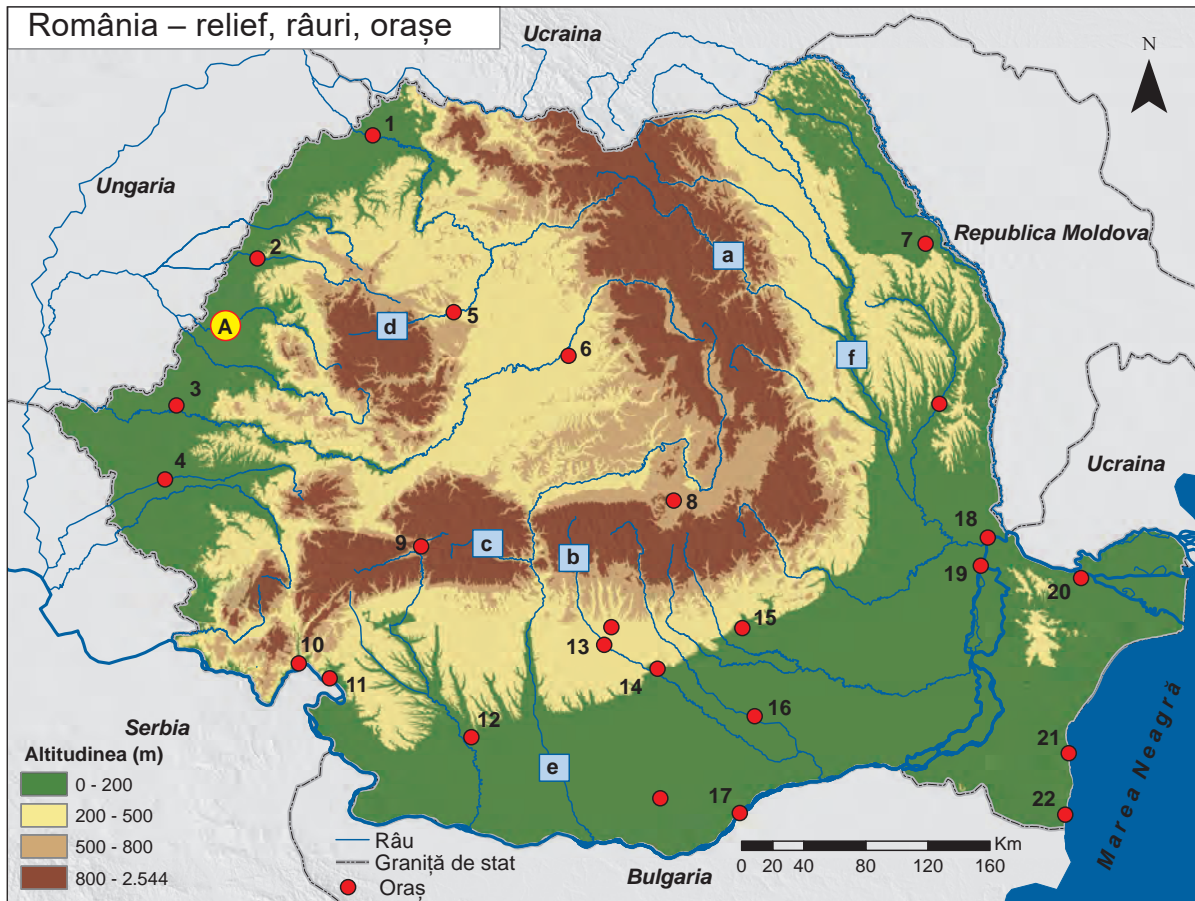 România – relief, râuri, orașe
Ucraina
N
1
Ungaria
2
7
Republica Moldova
a
A
d
5
6
f
3
4
Ucraina
8
18
9
c
b
19
20
10
13
15
11
14
16
12
Serbia
21
e
17
22
Marea Neagră
Altitudinea (m)
0 - 200
200 - 500
500 - 800
800 - 2.544
Râu
Graniță de stat
Oraș
Bulgaria
Km
0 20 40 80 120 160